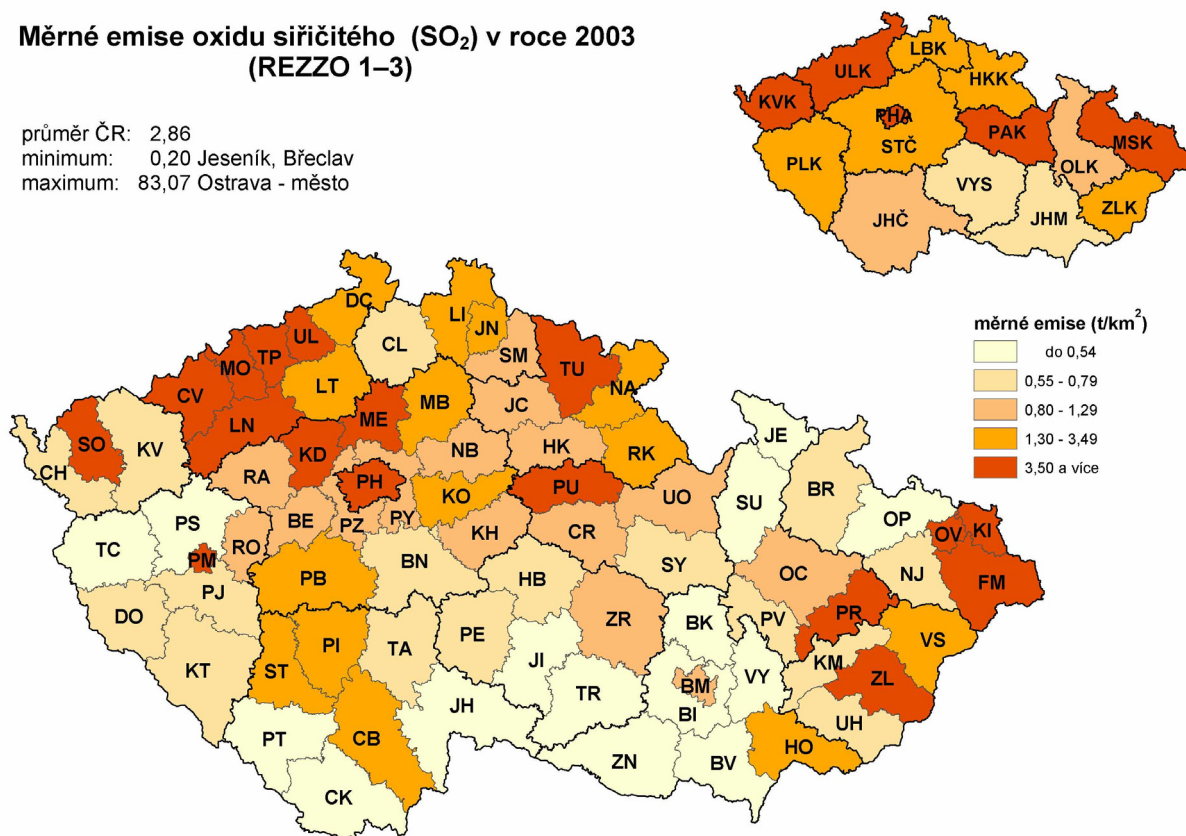 Měrné emise oxidu siřičitého (SO₂) v roce 2003
(REZZO 1–3)
průměr ČR: 2,86
minimum: 0,20 Jeseník, Břeclav
maximum: 83,07 Ostrava - město
LBK
ULK
HKK
KVK
PHA
PAK
MSK
STČ
PLK
OLK
VYS
ZLK
JHČ
JHM
měrné emise (t/km²)
do 0,54
0,55 - 0,79
0,80 - 1,29
1,30 - 3,49
3,50 a více
DC
LI
JN
UL
CL
SM
TP
MO
TU
LT
NA
CV
MB
JC
ME
LN
SO
KV
NB
HK
JE
KD
RK
CH
RA
BR
PH
KO
PU
UO
SU
OP
PS
BE
PZ
PY
OV
KI
TC
RO
KH
CR
PM
BN
SY
OC
NJ
FM
PB
HB
PJ
DO
PV
PR
ZR
BK
VS
PI
TA
PE
KM
KT
ST
JI
VY
ZL
BM
TR
JH
BI
UH
PT
CB
HO
ZN
BV
CK